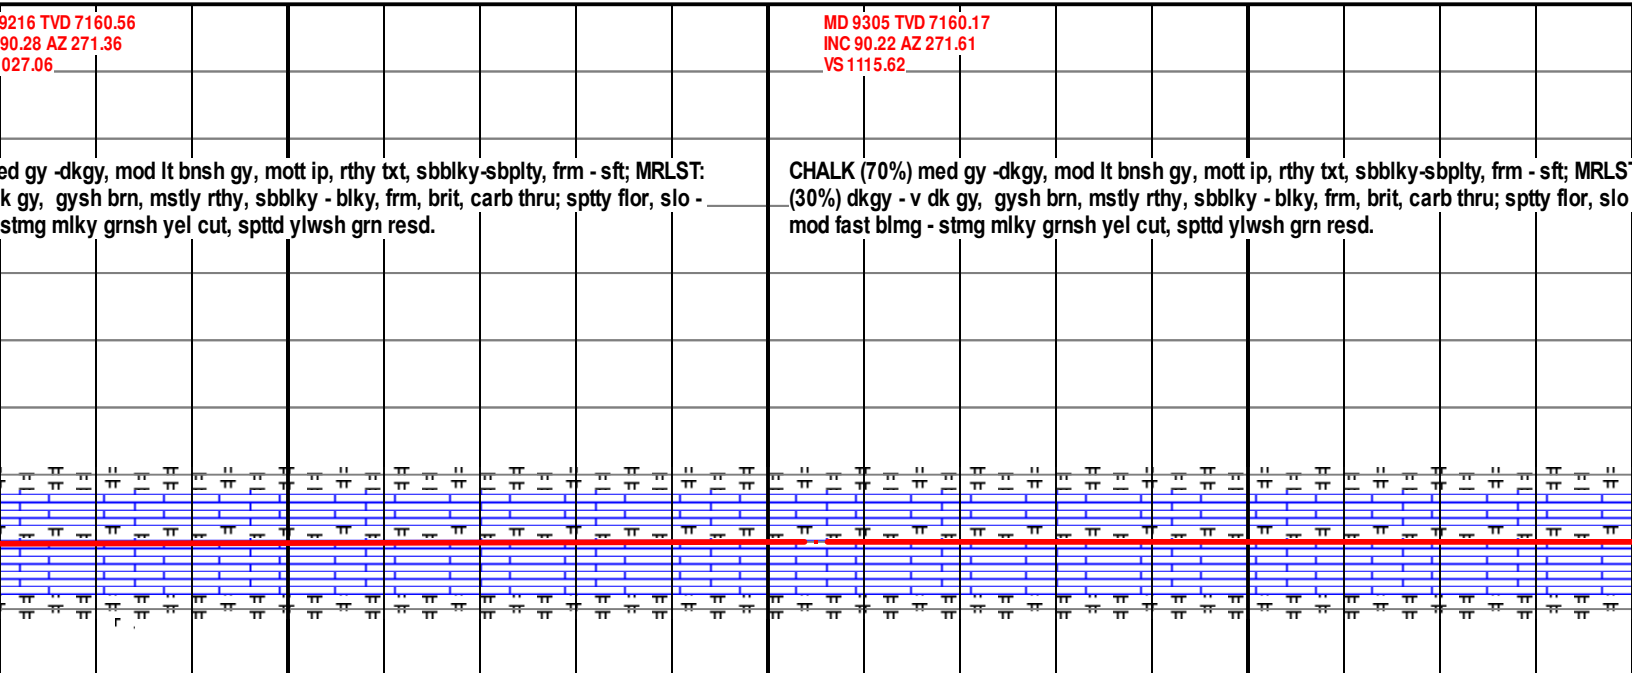 9216 TVD 7160.56
90.28 AZ 271.36
027.06
MD 9305 TVD 7160.17
INC 90.22 AZ 271.61
VS 1115.62
ed gy -dkgy, mod lt bnsh gy, mott ip, rthy txt, sbblky-sbplty, frm - sft; MRLST:
k gy, gysh brn, mstly rthy, sbblky - blky, frm, brit, carb thru; sptty flor, slo -
stmg mlky grnsh yel cut, spttd ylwsh grn resd.
CHALK (70%) med gy -dkgy, mod lt bnsh gy, mott ip, rthy txt, sbblky-sbplty, frm - sft; MRLST
(30%) dkgy - v dk gy, gysh brn, mstly rthy, sbblky - blky, frm, brit, carb thru; sptty flor, slo
mod fast blmg - stmg mlky grnsh yel cut, spttd ylwsh grn resd.